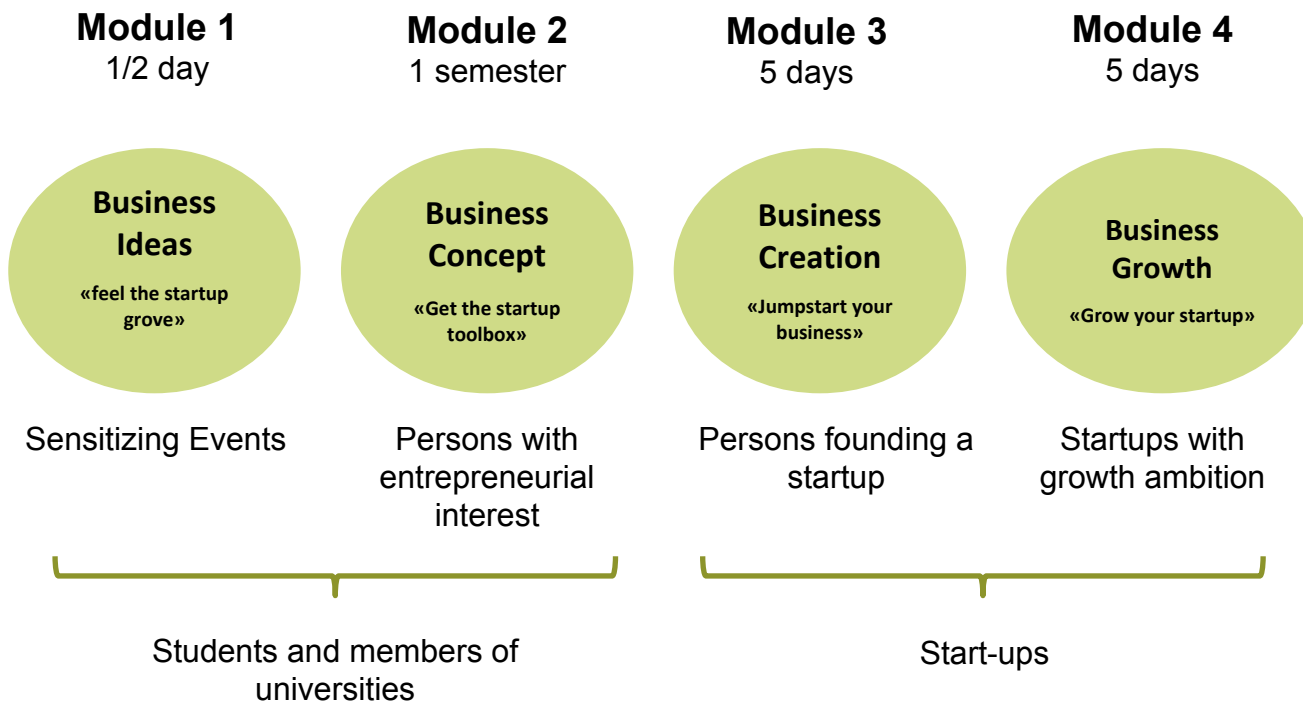 Module 1
1/2 day
Module 2
1 semester
Module 3
5 days
Module 4
5 days
Business
Ideas
«feel the startup
grove»
Business
Concept
«Get the startup
toolbox»
Business
Creation
«Jumpstart your
business»
Business
Growth
«Grow your startup»
Sensitizing Events
Persons with
entrepreneurial
interest
Persons founding a
startup
Startups with
growth ambition
Students and members of
universities
Start-ups